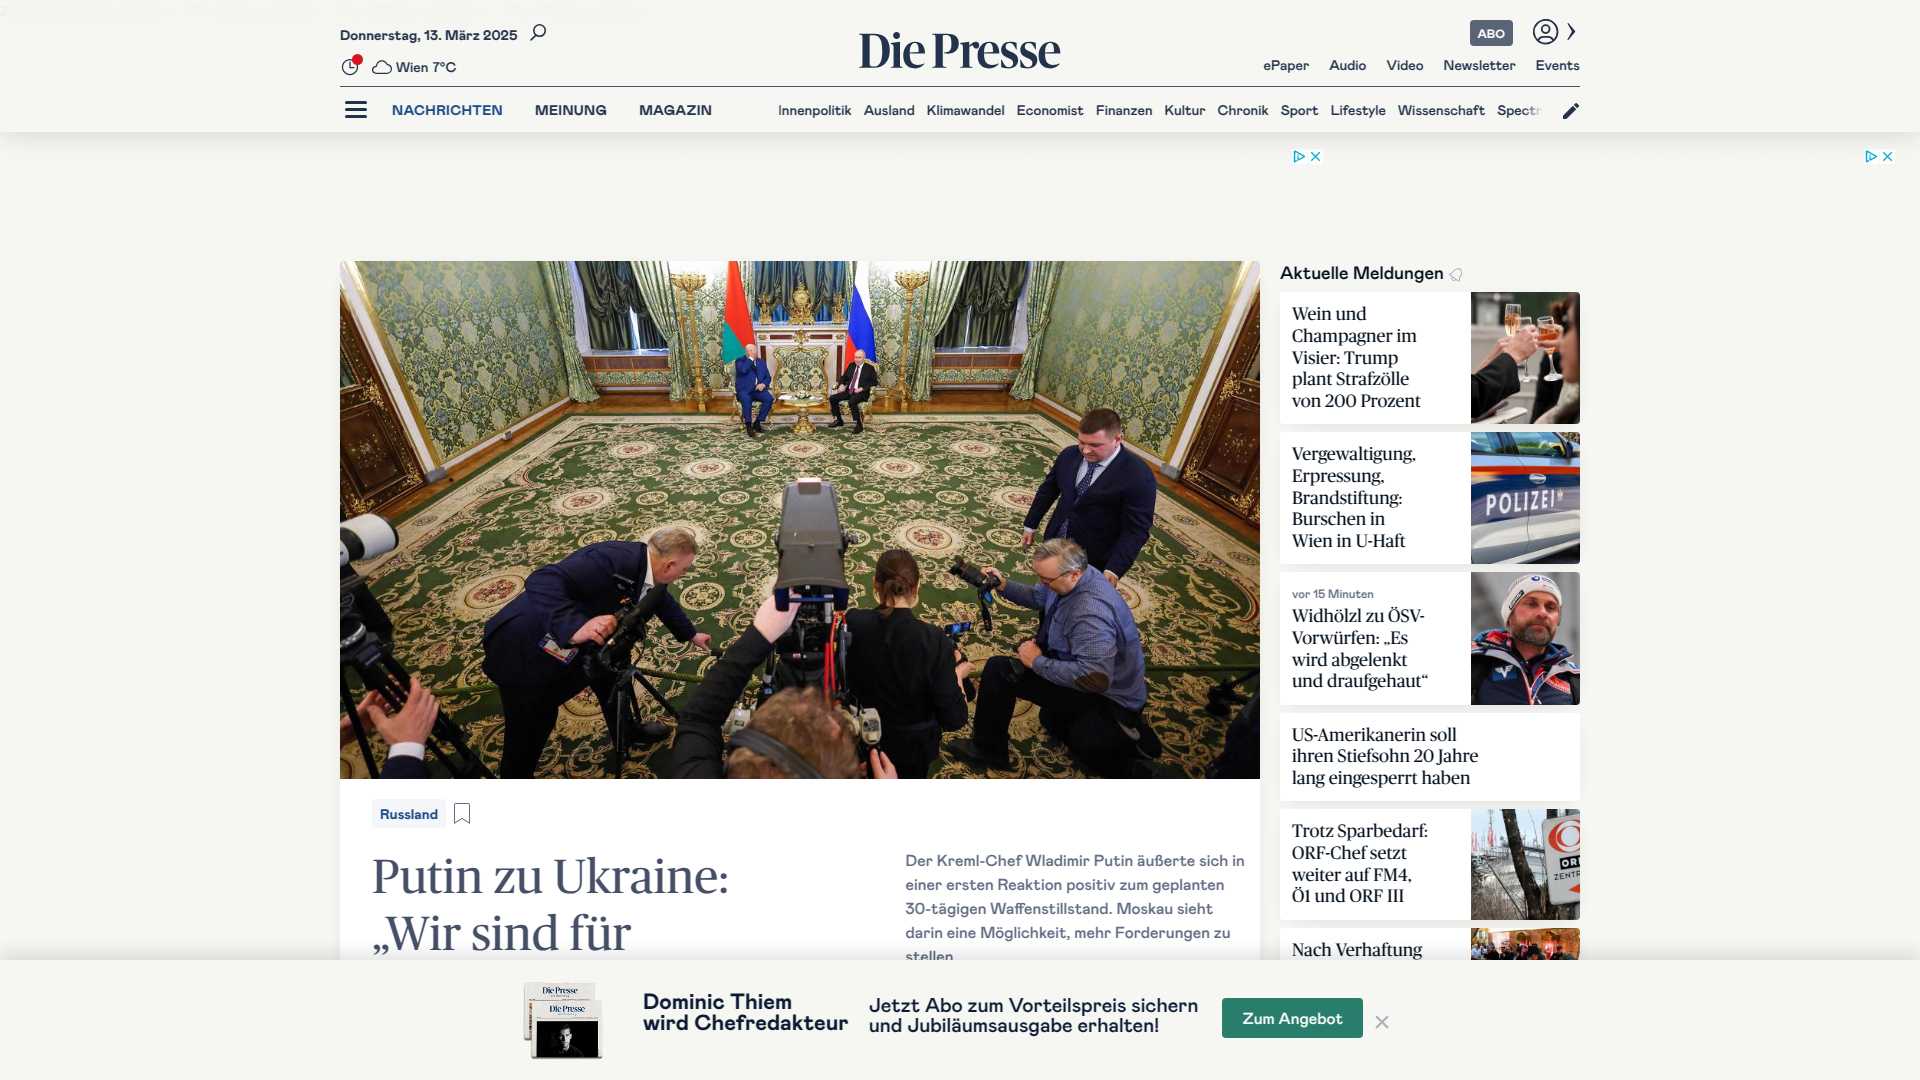 Donnerstag, 13. März 2025
Wien 7°C
Die Presse
ABO
ePaper Audio Video Newsletter Events
NACHRICHTEN MEINUNG MAGAZIN
Innenpolitik Ausland Klimawandel Economist Finanzen Kultur Chronik Sport Lifestyle Wissenschaft
Russland
Putin zu Ukraine:
„Wir sind für
Der Kreml-Chef Wladimir Putin äußerte sich in
einer ersten Reaktion positiv zum geplanten
30-tägigen Waffenstillstand. Moskau sieht
darin eine Möglichkeit, mehr Forderungen zu
stellen.
Aktuelle Meldungen
Wein und
Champagner im
Visier: Trump
plant Strafzölle
von 200 Prozent
Vergewaltigung,
Erpressung,
Brandstiftung:
Burschen in
Wien in U-Haft
POLIZEI
vor 15 Minuten
Widhölzl zu ÖSV-
Vorwürfen: „Es
wird abgelenkt
und draufgehaut“
US-Amerikanerin soll
ihren Stiefsohn 20 Jahre
lang eingesperrt haben
Trotz Sparbedarf:
ORF-Chef setzt
weiter auf FM4,
Ö1 und ORF III
Nach Verhaftung
Die Presse
Die Presse
Dominic Thiem
wird Chefredakteur
Jetzt Abo zum Vorteilspreis sichern
und Jubiläumsausgabe erhalten!
Zum Angebot